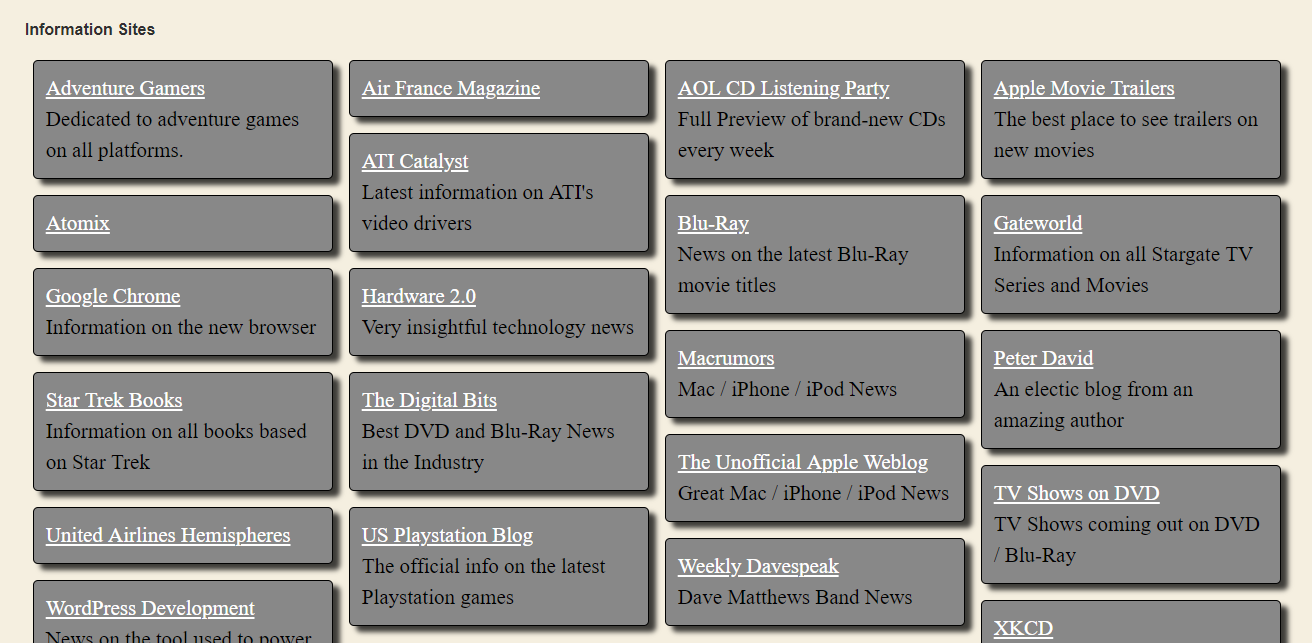 Information Sites
Adventure Gamers
Dedicated to adventure games
on all platforms.
Atomix
Google Chrome
Information on the new browser
Star Trek Books
Information on all books based
on Star Trek
United Airlines Hemispheres
WordPress Development
News on the tool used to power
Air France Magazine
ATI Catalyst
Latest information on ATI's
video drivers
Hardware 2.0
Very insightful technology news
The Digital Bits
Best DVD and Blu-Ray News
in the Industry
US Playstation Blog
The official info on the latest
Playstation games
AOL CD Listening Party
Full Preview of brand-new CDs
every week
Blu-Ray
News on the latest Blu-Ray
movie titles
Macrumors
Mac / iPhone / iPod News
The Unofficial Apple Weblog
Great Mac / iPhone / iPod News
Weekly Davespeak
Dave Matthews Band News
Apple Movie Trailers
The best place to see trailers on
new movies
Gateworld
Information on all Stargate TV
Series and Movies
Peter David
An electic blog from an
amazing author
TV Shows on DVD
TV Shows coming out on DVD
/ Blu-Ray
XKCD